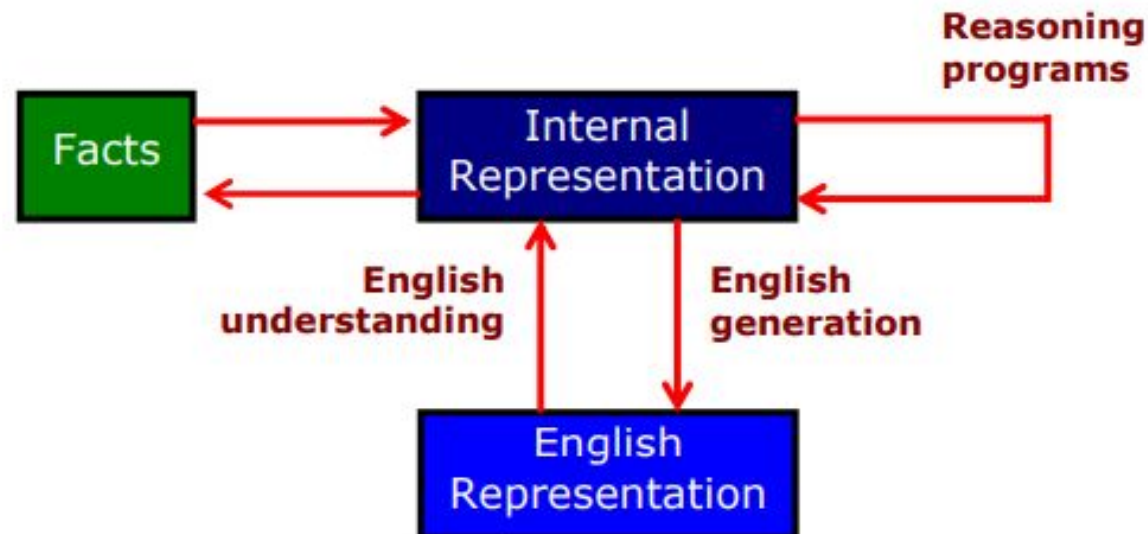 Reasoning
programs
Facts
Internal
Representation
English
understanding
English
generation
English
Representation